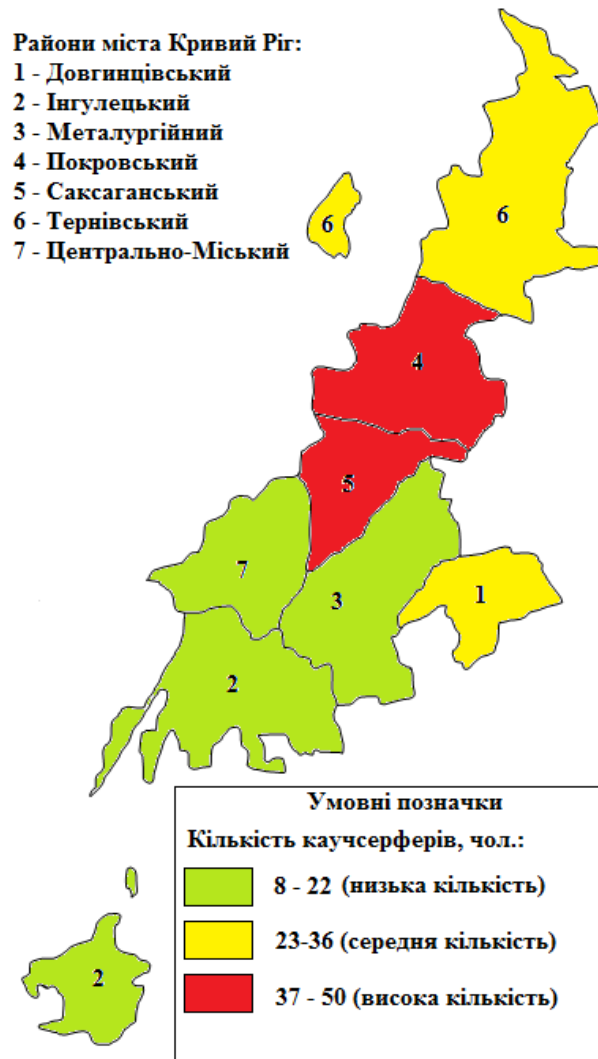 Райони міста Кривий Ріг:
1 - Довгинцівський
2 - Інгулецький
3 - Металургійний
4 - Покровський
5 - Саксаганський
6 - Тернівський
7 - Центрально-Міський
6
6
4
5
7
3
1
2
Умовні позначки
Кількість каучсерферів, чол.:
8 - 22 (низька кількість)
23-36 (середня кількість)
37 - 50 (висока кількість)
2